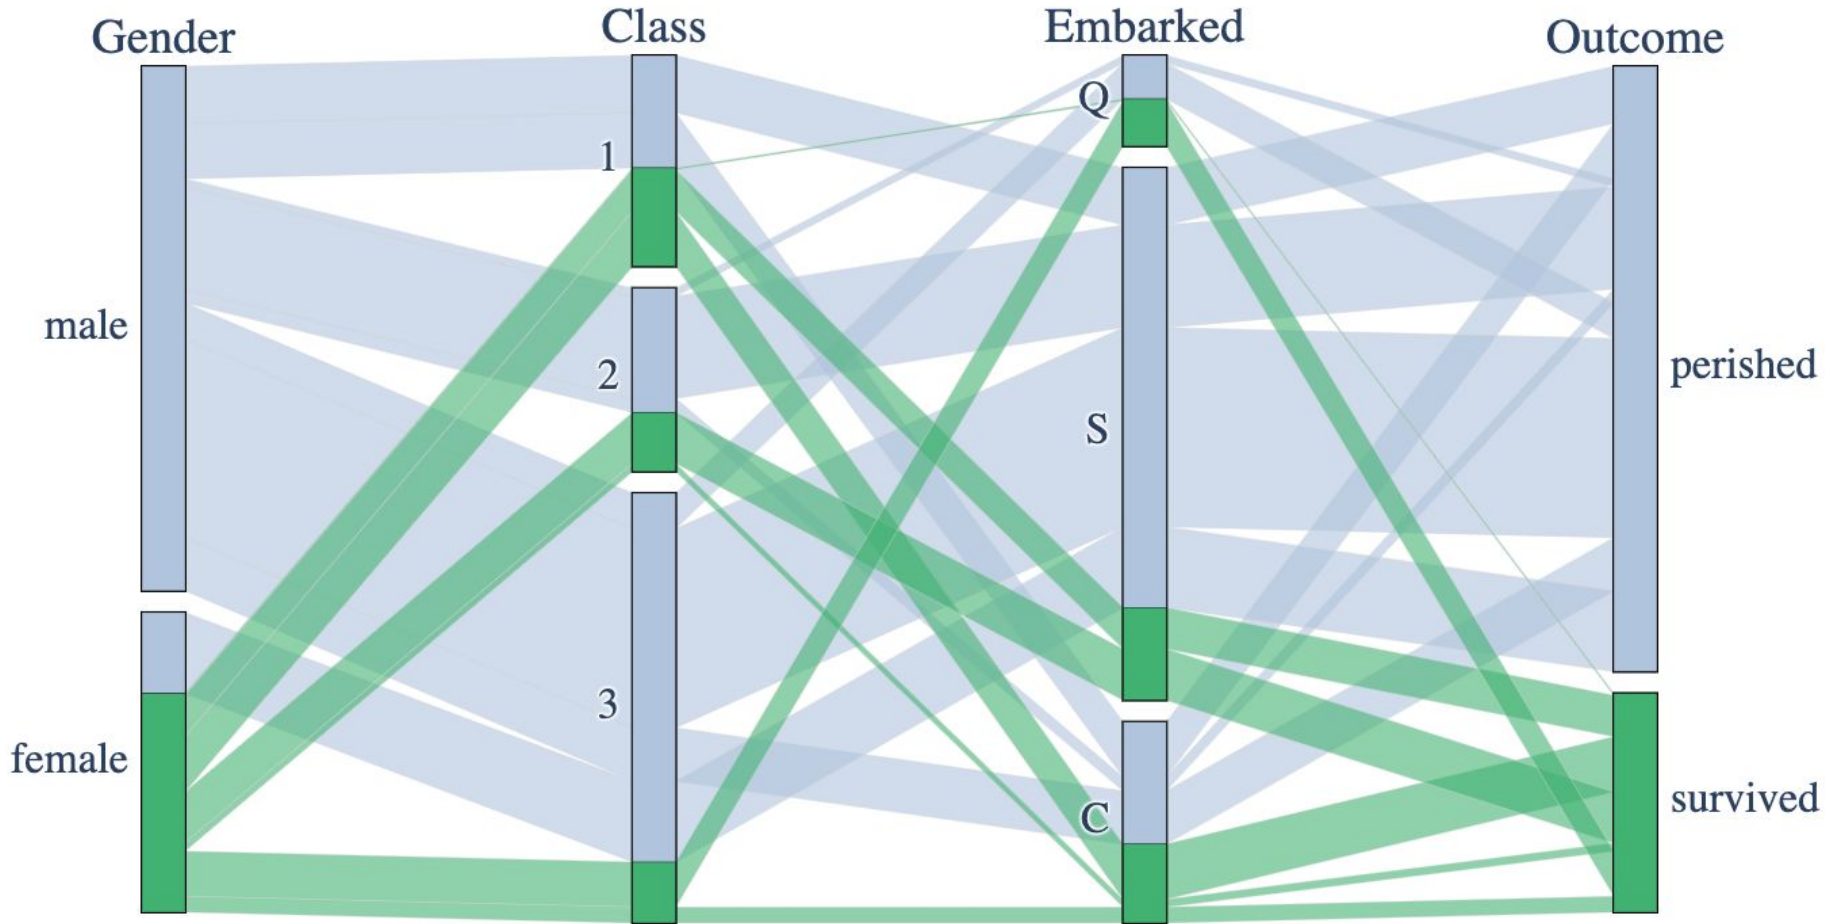 Gender
Class
Embarked
Outcome
male
female
1
2
3
Q
S
C
perished
survived